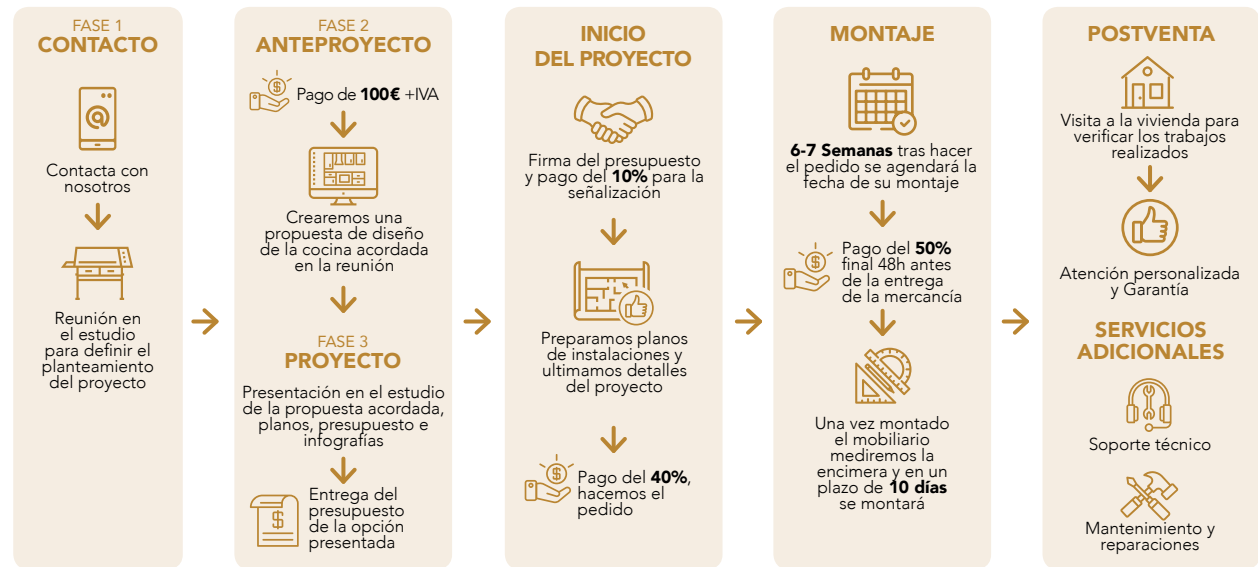 FASE 1
CONTACTO
Contacta con
nosotros
Reunión en
el estudio
para definir el
planteamiento
del proyecto
FASE 2
ANTEPROYECTO
$
Pago de 100€ +IVA
Crearemos una
propuesta de diseño
de la cocina acordada
en la reunión
FASE 3
PROYECTO
Presentación en el estudio
de la propuesta acordada,
planos, presupuesto e
infografías
$
Entrega del
presupuesto
de la opción
presentada
INICIO
DEL PROYECTO
Firma del presupuesto
y pago del 10% para la
señalización
Preparamos planos
de instalaciones y
ultimamos detalles
del proyecto
$
Pago del 40%,
hacemos el
pedido
MONTAJE
6-7 Semanas tras hacer
el pedido se agendará la
fecha de su montaje
$
Pago del 50%
final 48h antes
de la entrega
de la mercancía
Una vez montado
el mobiliario
mediremos la
encimera y en un
plazo de 10 días
se montará
POSTVENTA
Visita a la vivienda para
verificar los trabajos
realizados
Atención personalizada
y Garantía
SERVICIOS
ADICIONALES
Soporte técnico
Mantenimiento y
reparaciones